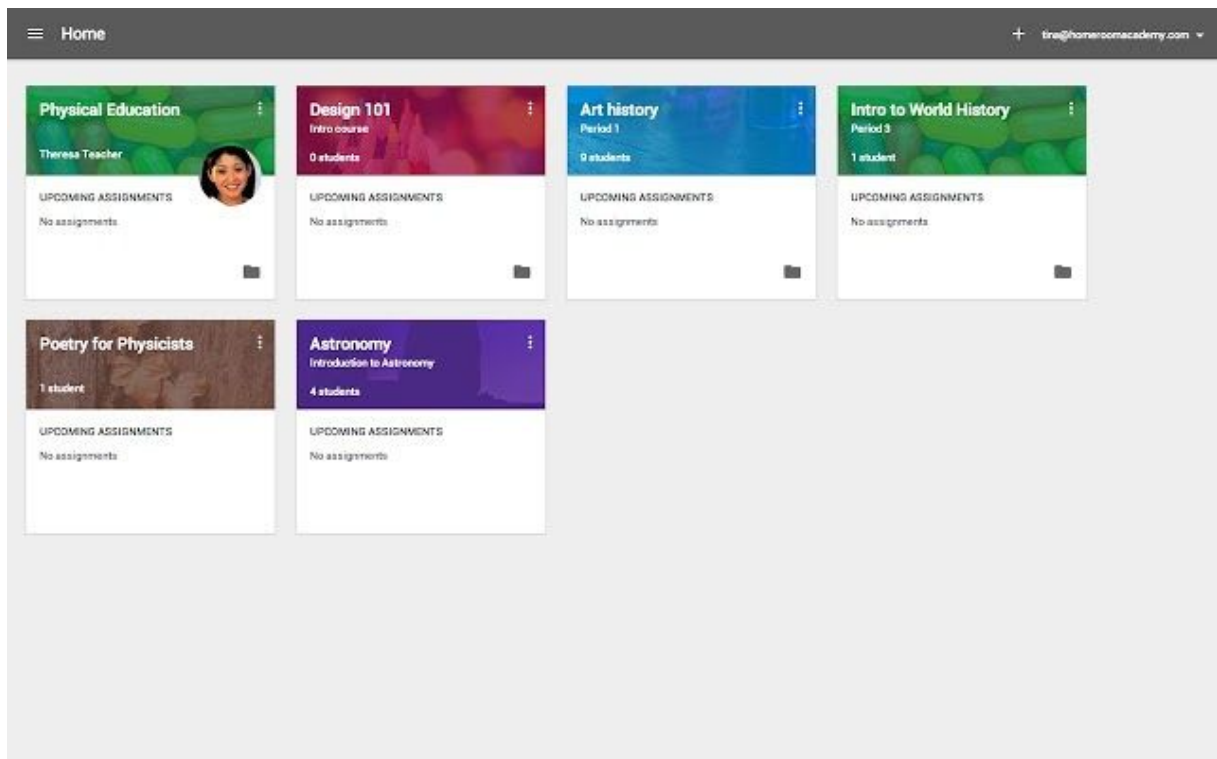 Home
+ tina@homeroomacademy.com
Physical Education
Theresa Teacher
UPCOMING ASSIGNMENTS
No assignments
Design 101
Intro course
0 students
UPCOMING ASSIGNMENTS
No assignments
Art history
Period 1
9 students
UPCOMING ASSIGNMENTS
No assignments
Intro to World History
Period 3
1 student
UPCOMING ASSIGNMENTS
No assignments
Poetry for Physicists
1 student
UPCOMING ASSIGNMENTS
No assignments
Astronomy
Introduction to Astronomy
4 students
UPCOMING ASSIGNMENTS
No assignments